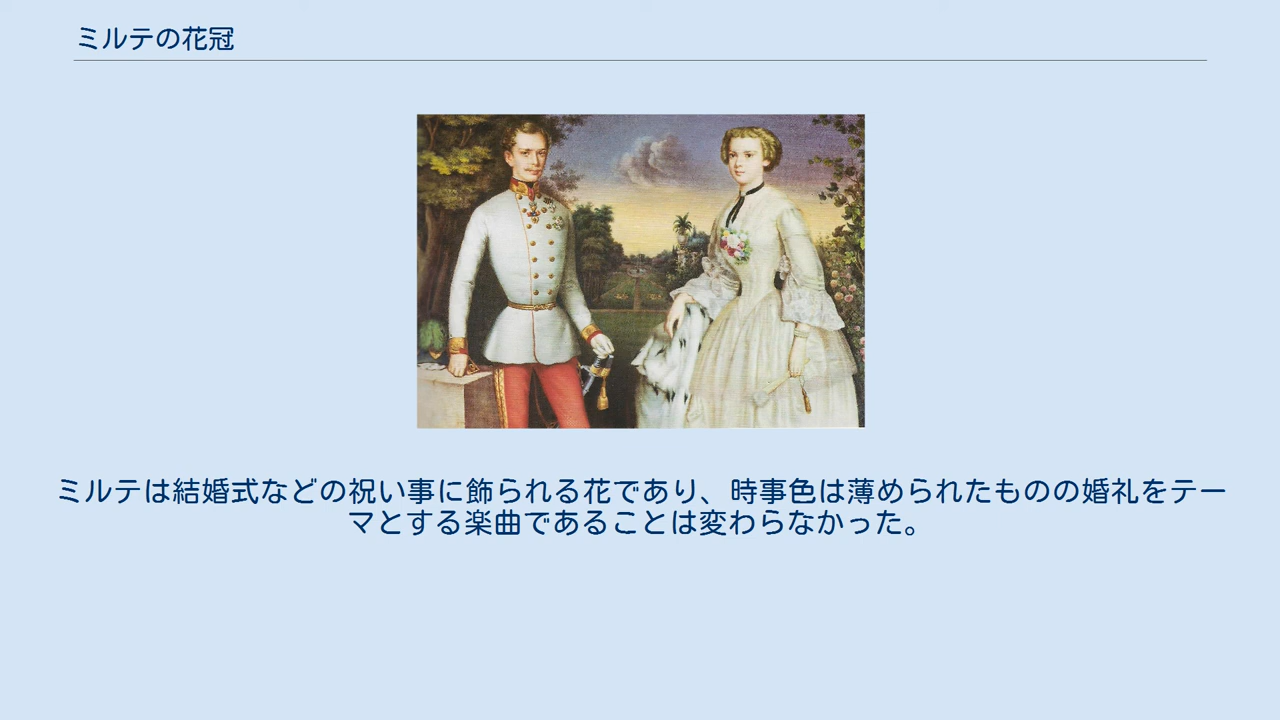 ミルテの花冠
ミルテは結婚式などの祝い事に飾られる花であり、時事色は薄められたものの婚礼をテー
マとする楽曲であることは変わらなかった。